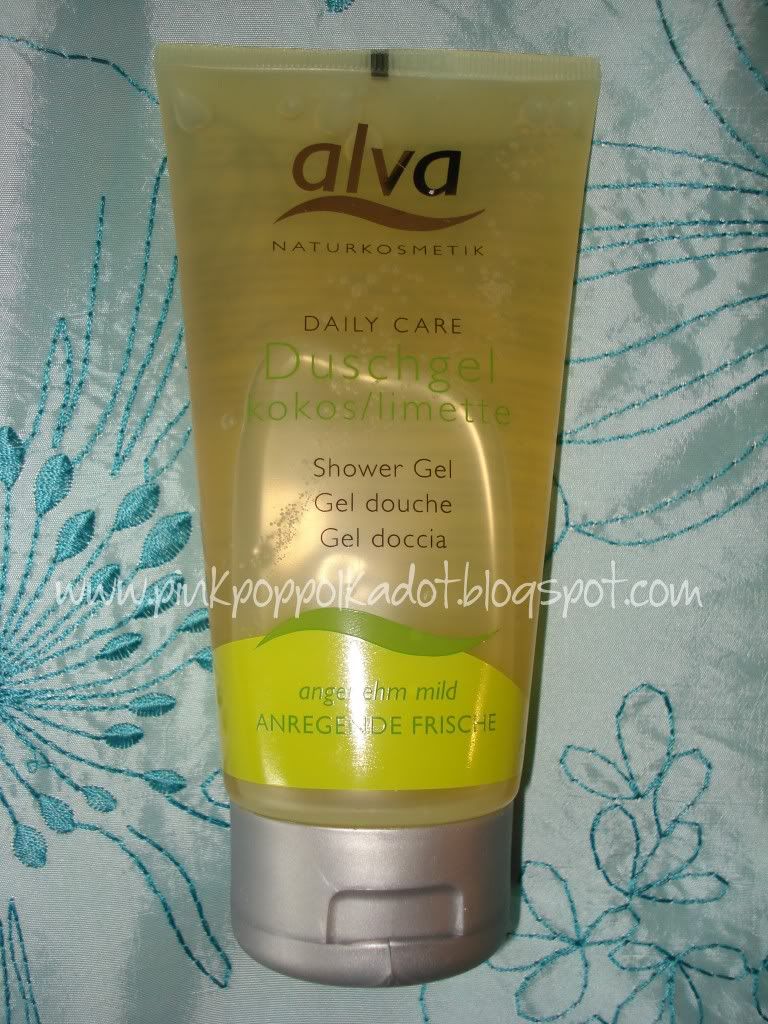 alva
NATURKOSMETIK
DAILY CARE
Duschgel
kokos/limette
Shower Gel
Gel douche
Gel doccia
www.pinkpoppolkadot.blogspot.com
angenehm mild
ANREGENDE FRISCHE